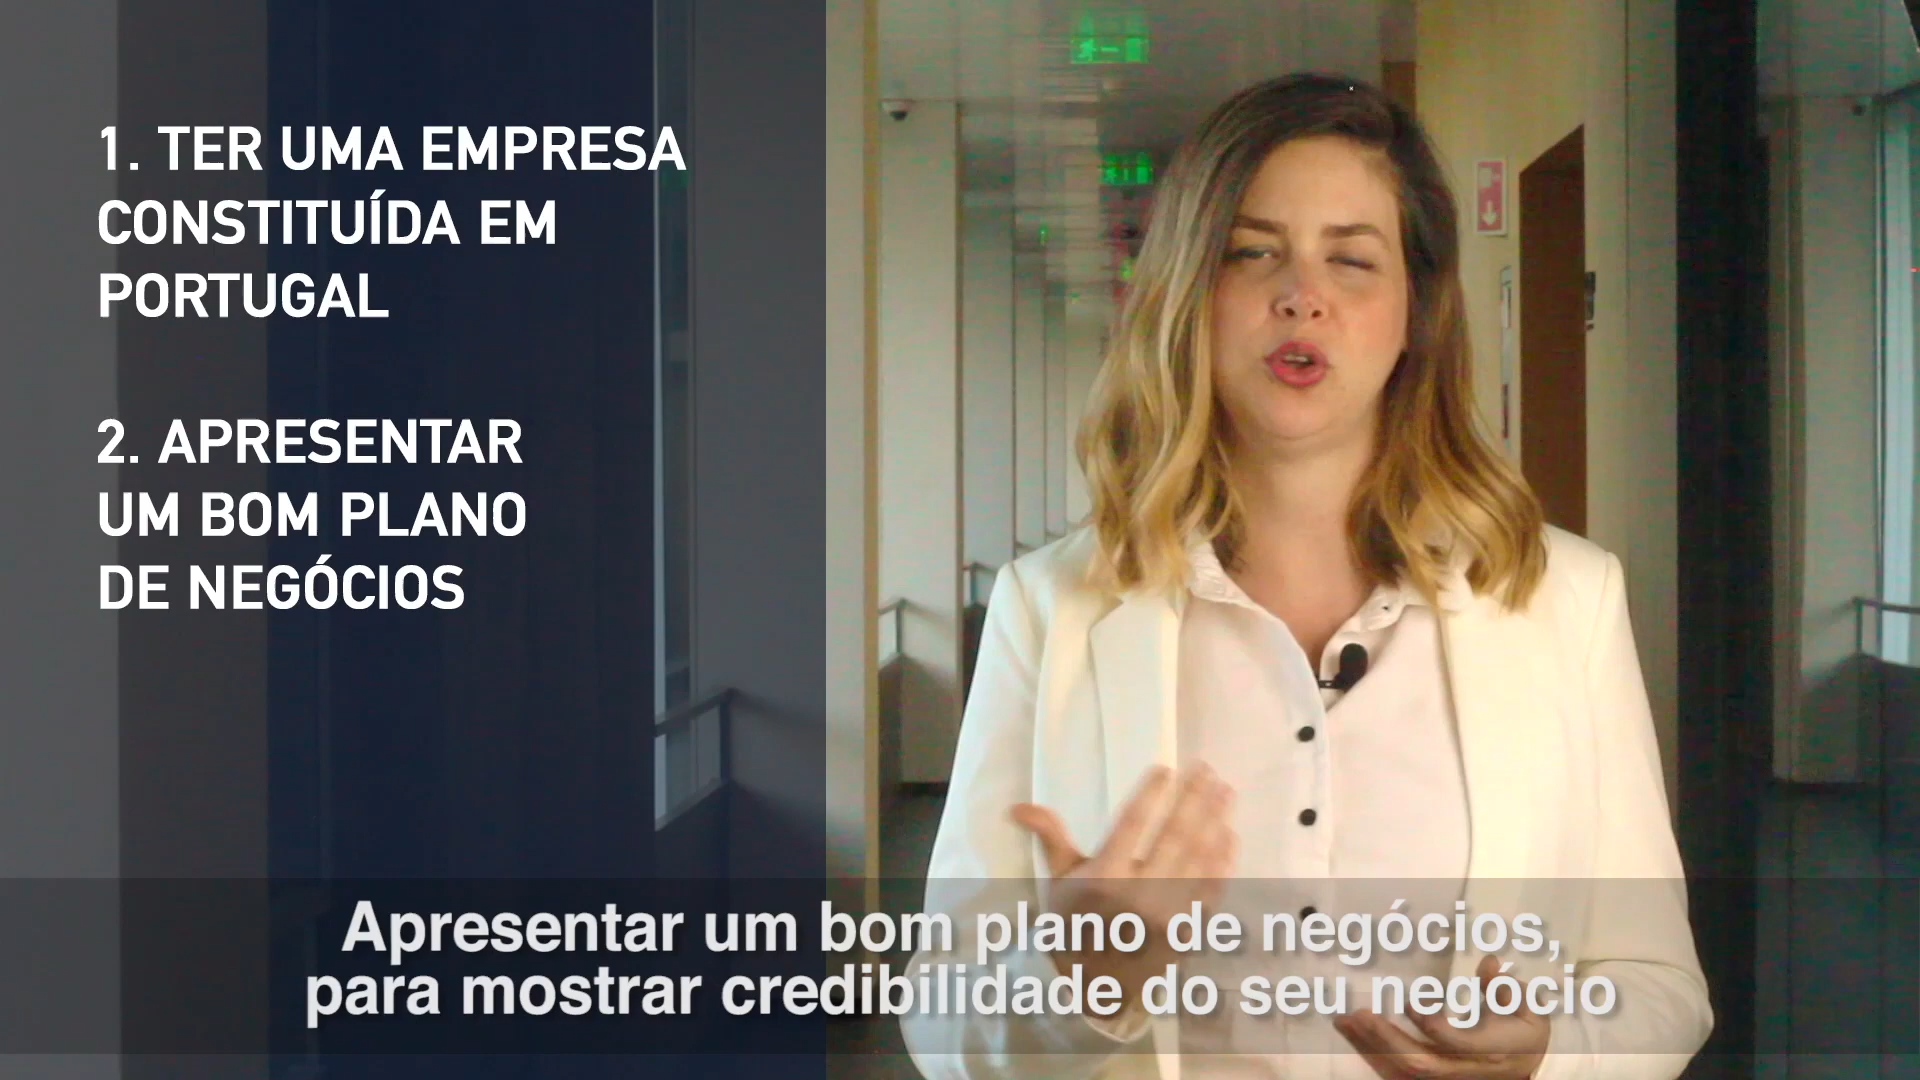 1. TER UMA EMPRESA
CONSTITUÍDA EM
PORTUGAL
2. APRESENTAR
UM BOM PLANO
DE NEGÓCIOS
Apresentar um bom plano de negócios,
para mostrar credibilidade do seu negócio